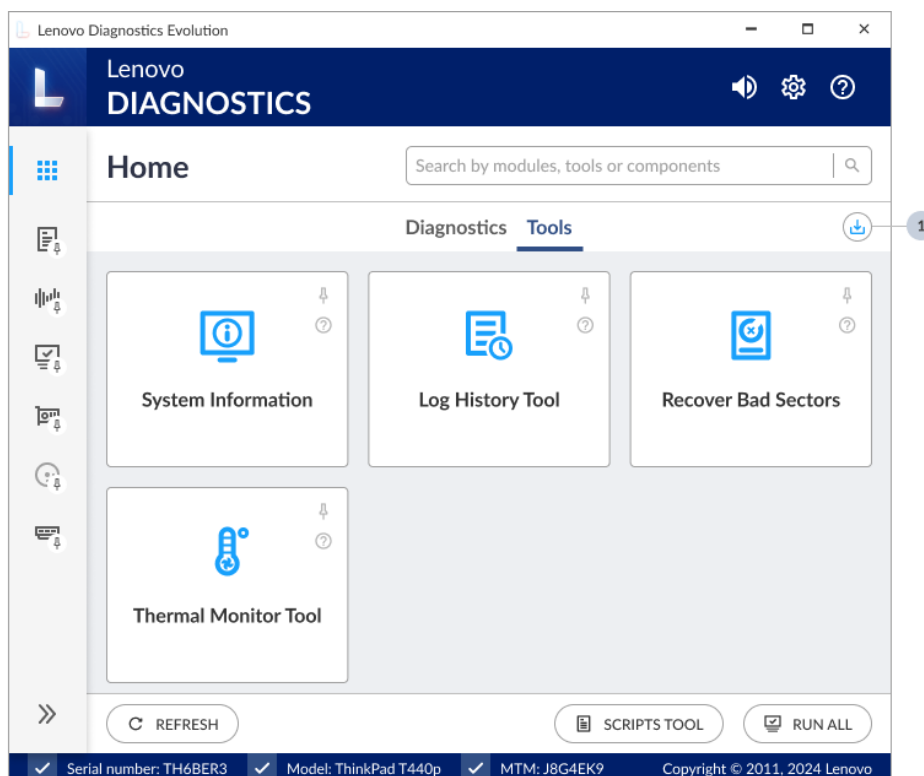 Lenovo Diagnostics Evolution
Lenovo
DIAGNOSTICS
Home
Search by modules, tools or components
Diagnostics Tools
1
System Information
Log History Tool
Recover Bad Sectors
Thermal Monitor Tool
REFRESH
SCRIPTS TOOL
RUN ALL
Serial number: TH6BER3 Model: ThinkPad T440p MTM: J8G4EK9 Copyright © 2011, 2024 Lenovo